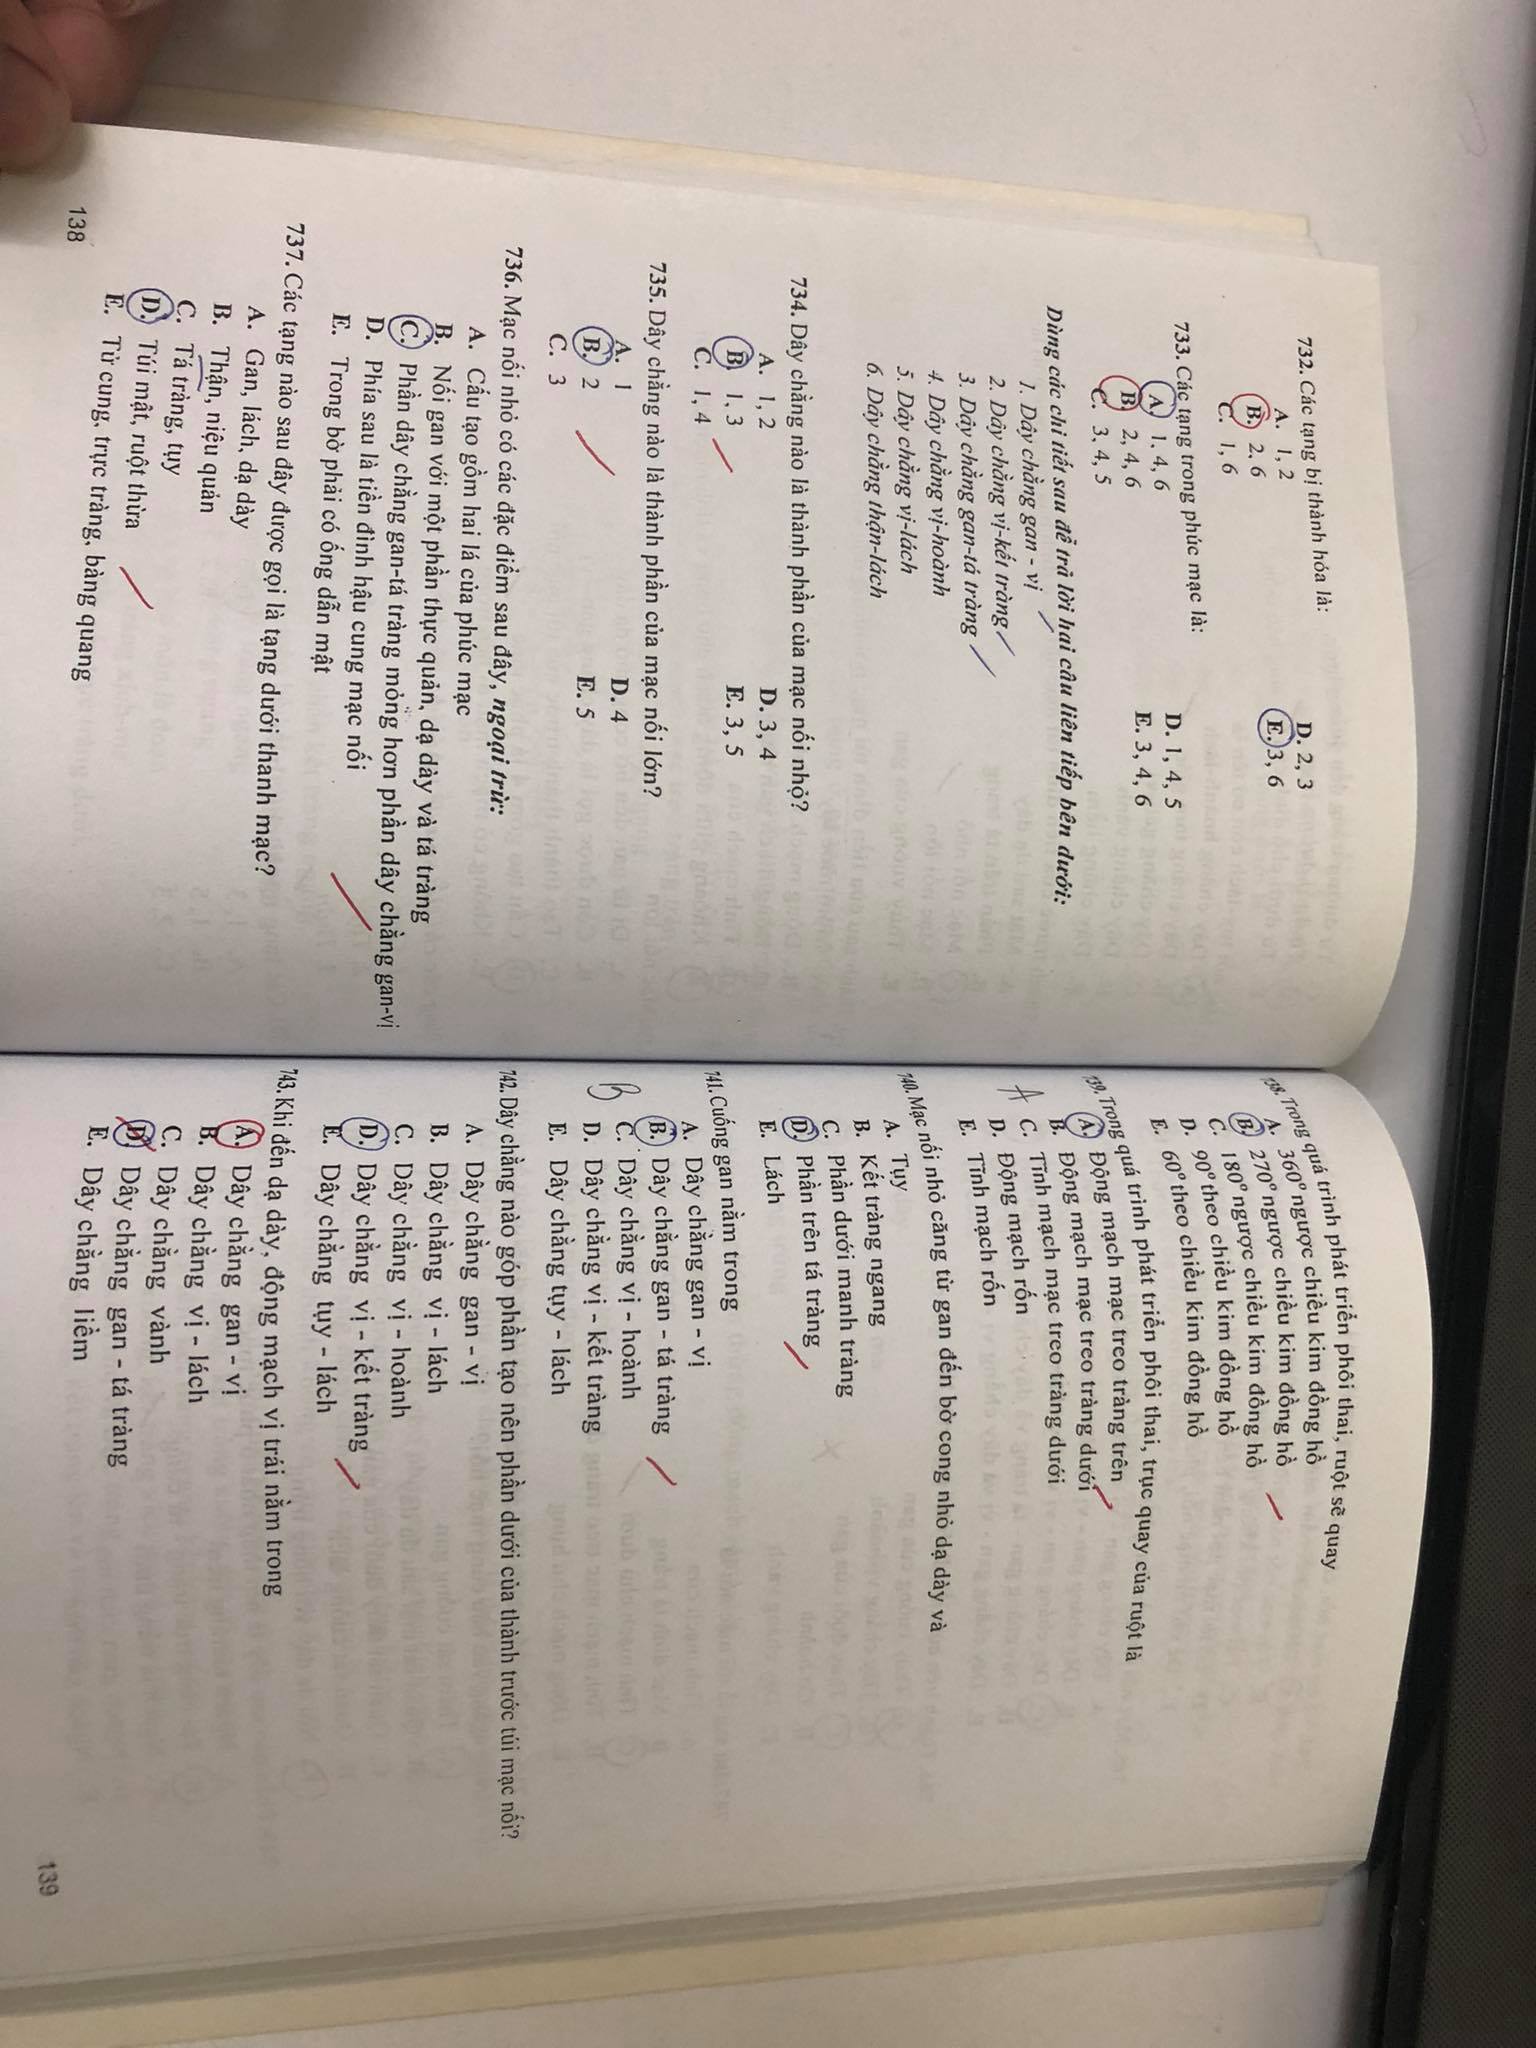 732. Các tạng bị thành hóa là:
A. 1, 2
D. 2, 3
B. 2, 6
E. 3, 6
C. 1, 6
733. Các tạng trong phúc mạc là:
A. 1, 4, 6
D. 1, 4, 5
B. 2, 4, 6
E. 3, 4, 6
C. 3, 4, 5
Dùng các chi tiết sau để trả lời hai câu liên tiếp bên dưới:
1. Dây chằng gan - vị
2. Dây chằng vị-kết tràng
3. Dây chằng gan-tá tràng
4. Dây chằng vị-hoành
5. Dây chằng vị-lách
6. Dây chằng thận-lách
734. Dây chằng nào là thành phần của mạc nối nhỏ?
A. 1, 2
D. 3, 4
B. 1, 3
E. 3, 5
C. 1, 4
735. Dây chằng nào là thành phần của mạc nối lớn?
A. 1
D. 4
B. 2
E. 5
C. 3
736. Mạc nối nhỏ có các đặc điểm sau đây, ngoại trừ:
A. Cấu tạo gồm hai lá của phúc mạc
B. Nối gan với một phần thực quản, dạ dày và tá tràng
C. Phần dây chằng gan-tá tràng mỏng hơn phần dây chằng gan-vị
D. Phía sau là tiền đình hậu cung mạc nối
E. Trong bờ phải có ống dẫn mật
737. Các tạng nào sau đây được gọi là tạng dưới thanh mạc?
A. Gan, lách, dạ dày
B. Thận, niệu quản
C. Tá tràng, tụy
D. Túi mật, ruột thừa
E. Tử cung, trực tràng, bàng quang
138
738. Trong quá trình phát triển phôi thai, ruột sẽ quay
A. 360° ngược chiều kim đồng hồ
B. 270° ngược chiều kim đồng hồ
C. 180° ngược chiều kim đồng hồ
D. 90° theo chiều kim đồng hồ
E. 60° theo chiều kim đồng hồ
739. Trong quá trình phát triển phôi thai, trục quay của ruột là
A. Động mạch mạc treo tràng trên
B. Động mạch mạc treo tràng dưới
A
C. Tĩnh mạch mạc treo tràng dưới
D. Động mạch rốn
E. Tĩnh mạch rốn
740. Mạc nối nhỏ căng từ gan đến bờ cong nhỏ dạ dày và
A. Tụy
B. Kết tràng ngang
C. Phần dưới manh tràng
D. Phần trên tá tràng
E. Lách
741. Cuống gan nằm trong
A. Dây chằng gan - vị
B. Dây chằng gan - tá tràng
B
C. Dây chằng vị - hoành
D. Dây chằng vị - kết tràng
E. Dây chằng tụy - lách
742. Dây chằng nào góp phần tạo nên phần dưới của thành trước túi mạc nối?
A. Dây chằng gan - vị
B. Dây chằng vị - lách
C. Dây chằng vị - hoành
D. Dây chằng vị - kết tràng
E. Dây chằng tụy - lách
743. Khi đến dạ dày, động mạch vị trái nằm trong
A. Dây chằng gan - vị
B. Dây chằng vị - lách
C. Dây chằng vành
D. Dây chằng gan - tá tràng
E. Dây chằng liềm
139